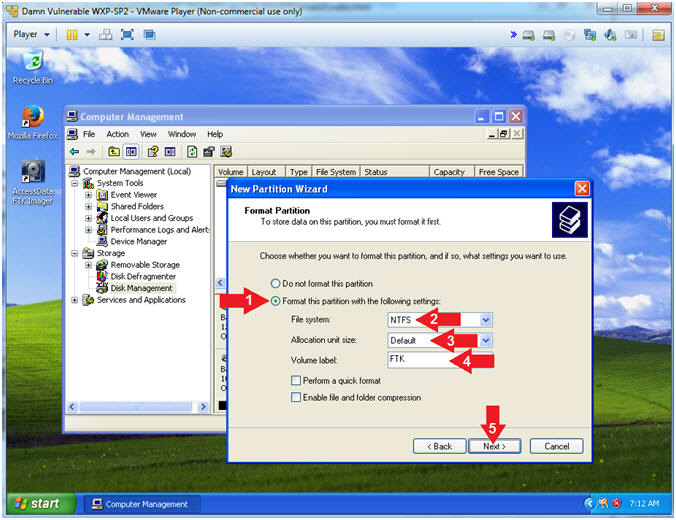 Damn Vulnerable WXP-SP2 - VMware Player (Non-commercial use only)
Player
Recycle Bin
Mozilla Firefox
AccessData
FTK Imager
Computer Management
File Action View Window Help
Computer Management (Local)
System Tools
Event Viewer
Shared Folders
Local Users and Groups
Performance Logs and Alert
Device Manager
Storage
Removable Storage
Disk Defragmenter
Disk Management
Services and Applications
Volume Layout Type File System Status Capacity Free Space
New Partition Wizard
Format Partition
To store data on this partition, you must format it first.
Choose whether you want to format this partition, and if so, what settings you want to use.
Do not format this partition
1 Format this partition with the following settings:
File system: NTFS 2
Allocation unit size: Default 3
Volume label: FTK 4
Perform a quick format
Enable file and folder compression
5
< Back Next > Cancel
start Computer Management 7:12 AM